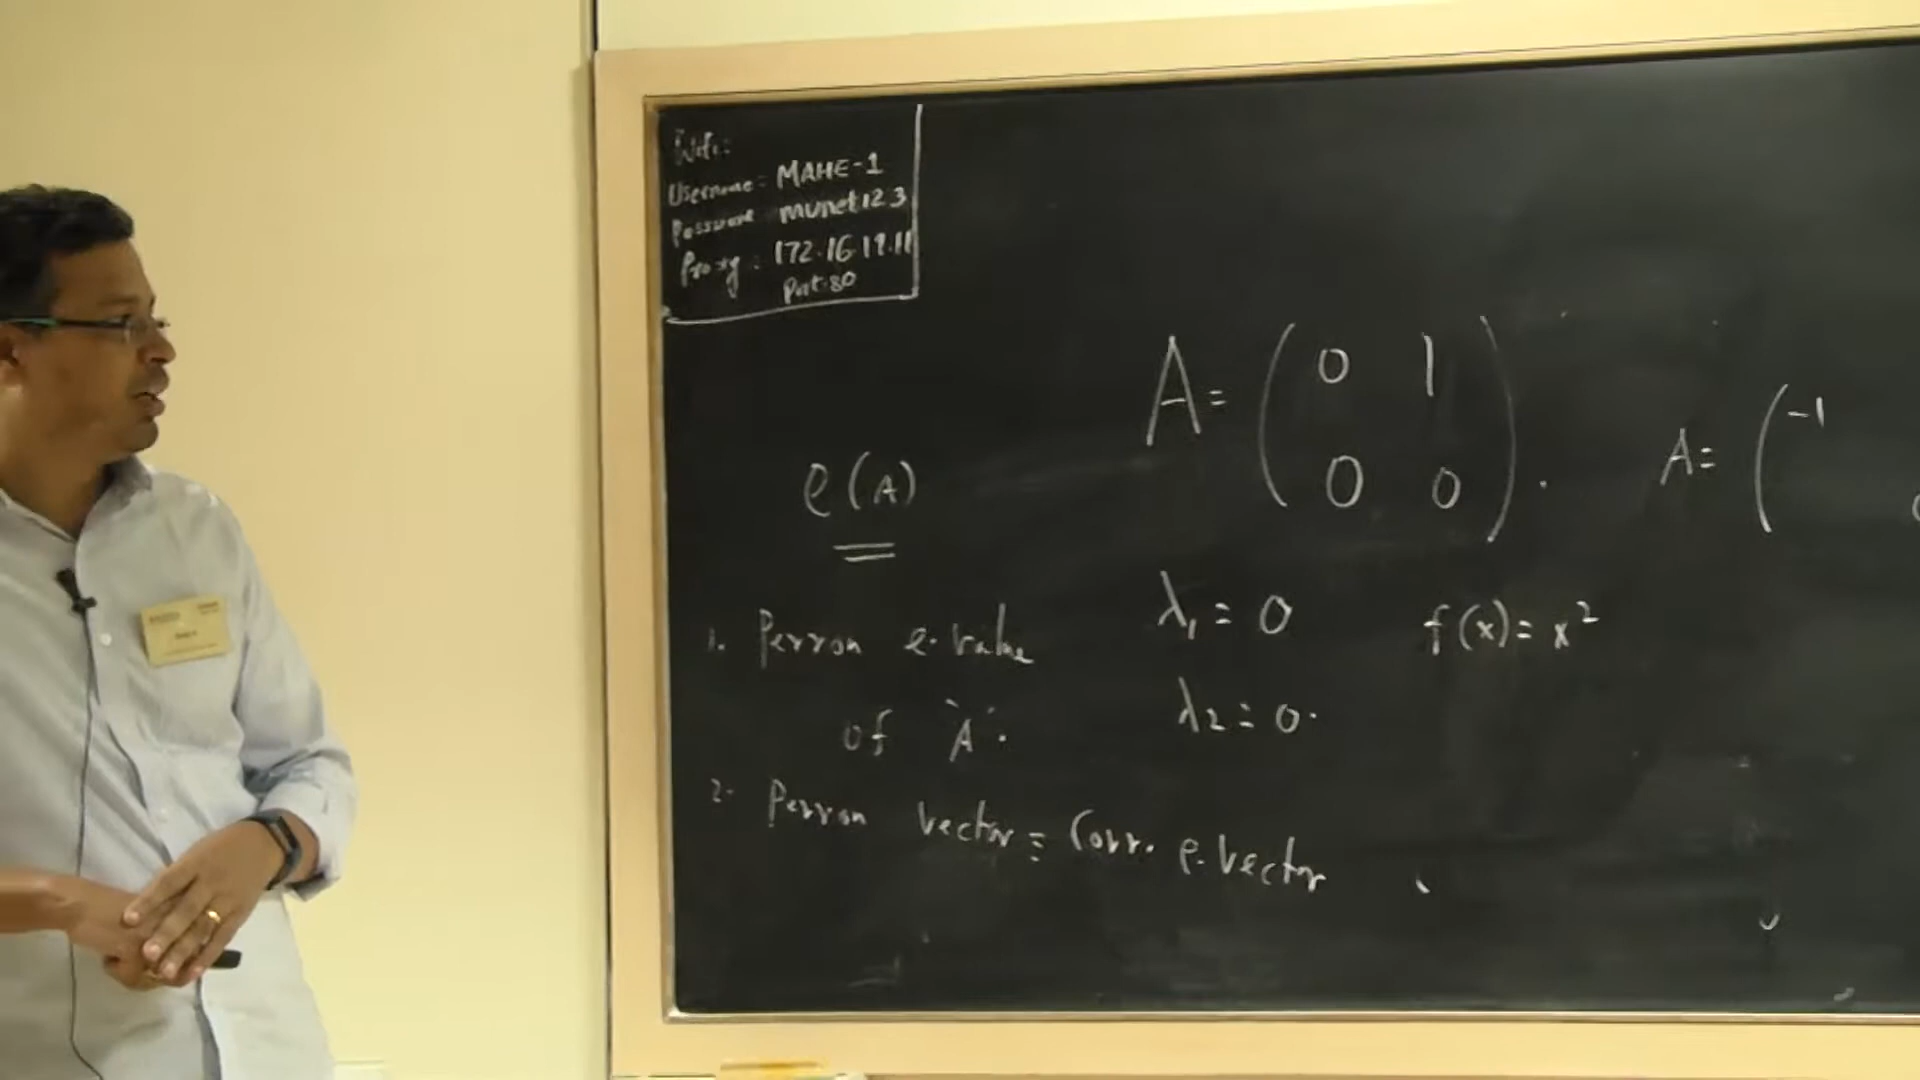 Wifi:
Username: MAHE-1
Password munet123
Proxy: 172.16.19.11
Port:80
A = ( 0 1
0 0 ) .
A = ( -1
ρ(A)
λ₁ = 0
f(x) = x²
1. Perron e. value
of A.
λ2 = 0.
2. Perron vector = Corr. e. vector